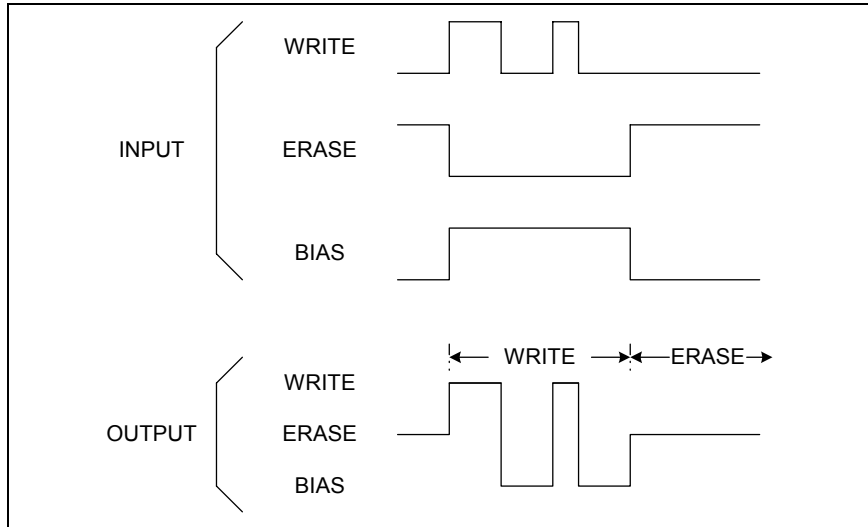 WRITE
INPUT
ERASE
BIAS
WRITE
ERASE
WRITE
OUTPUT
ERASE
BIAS